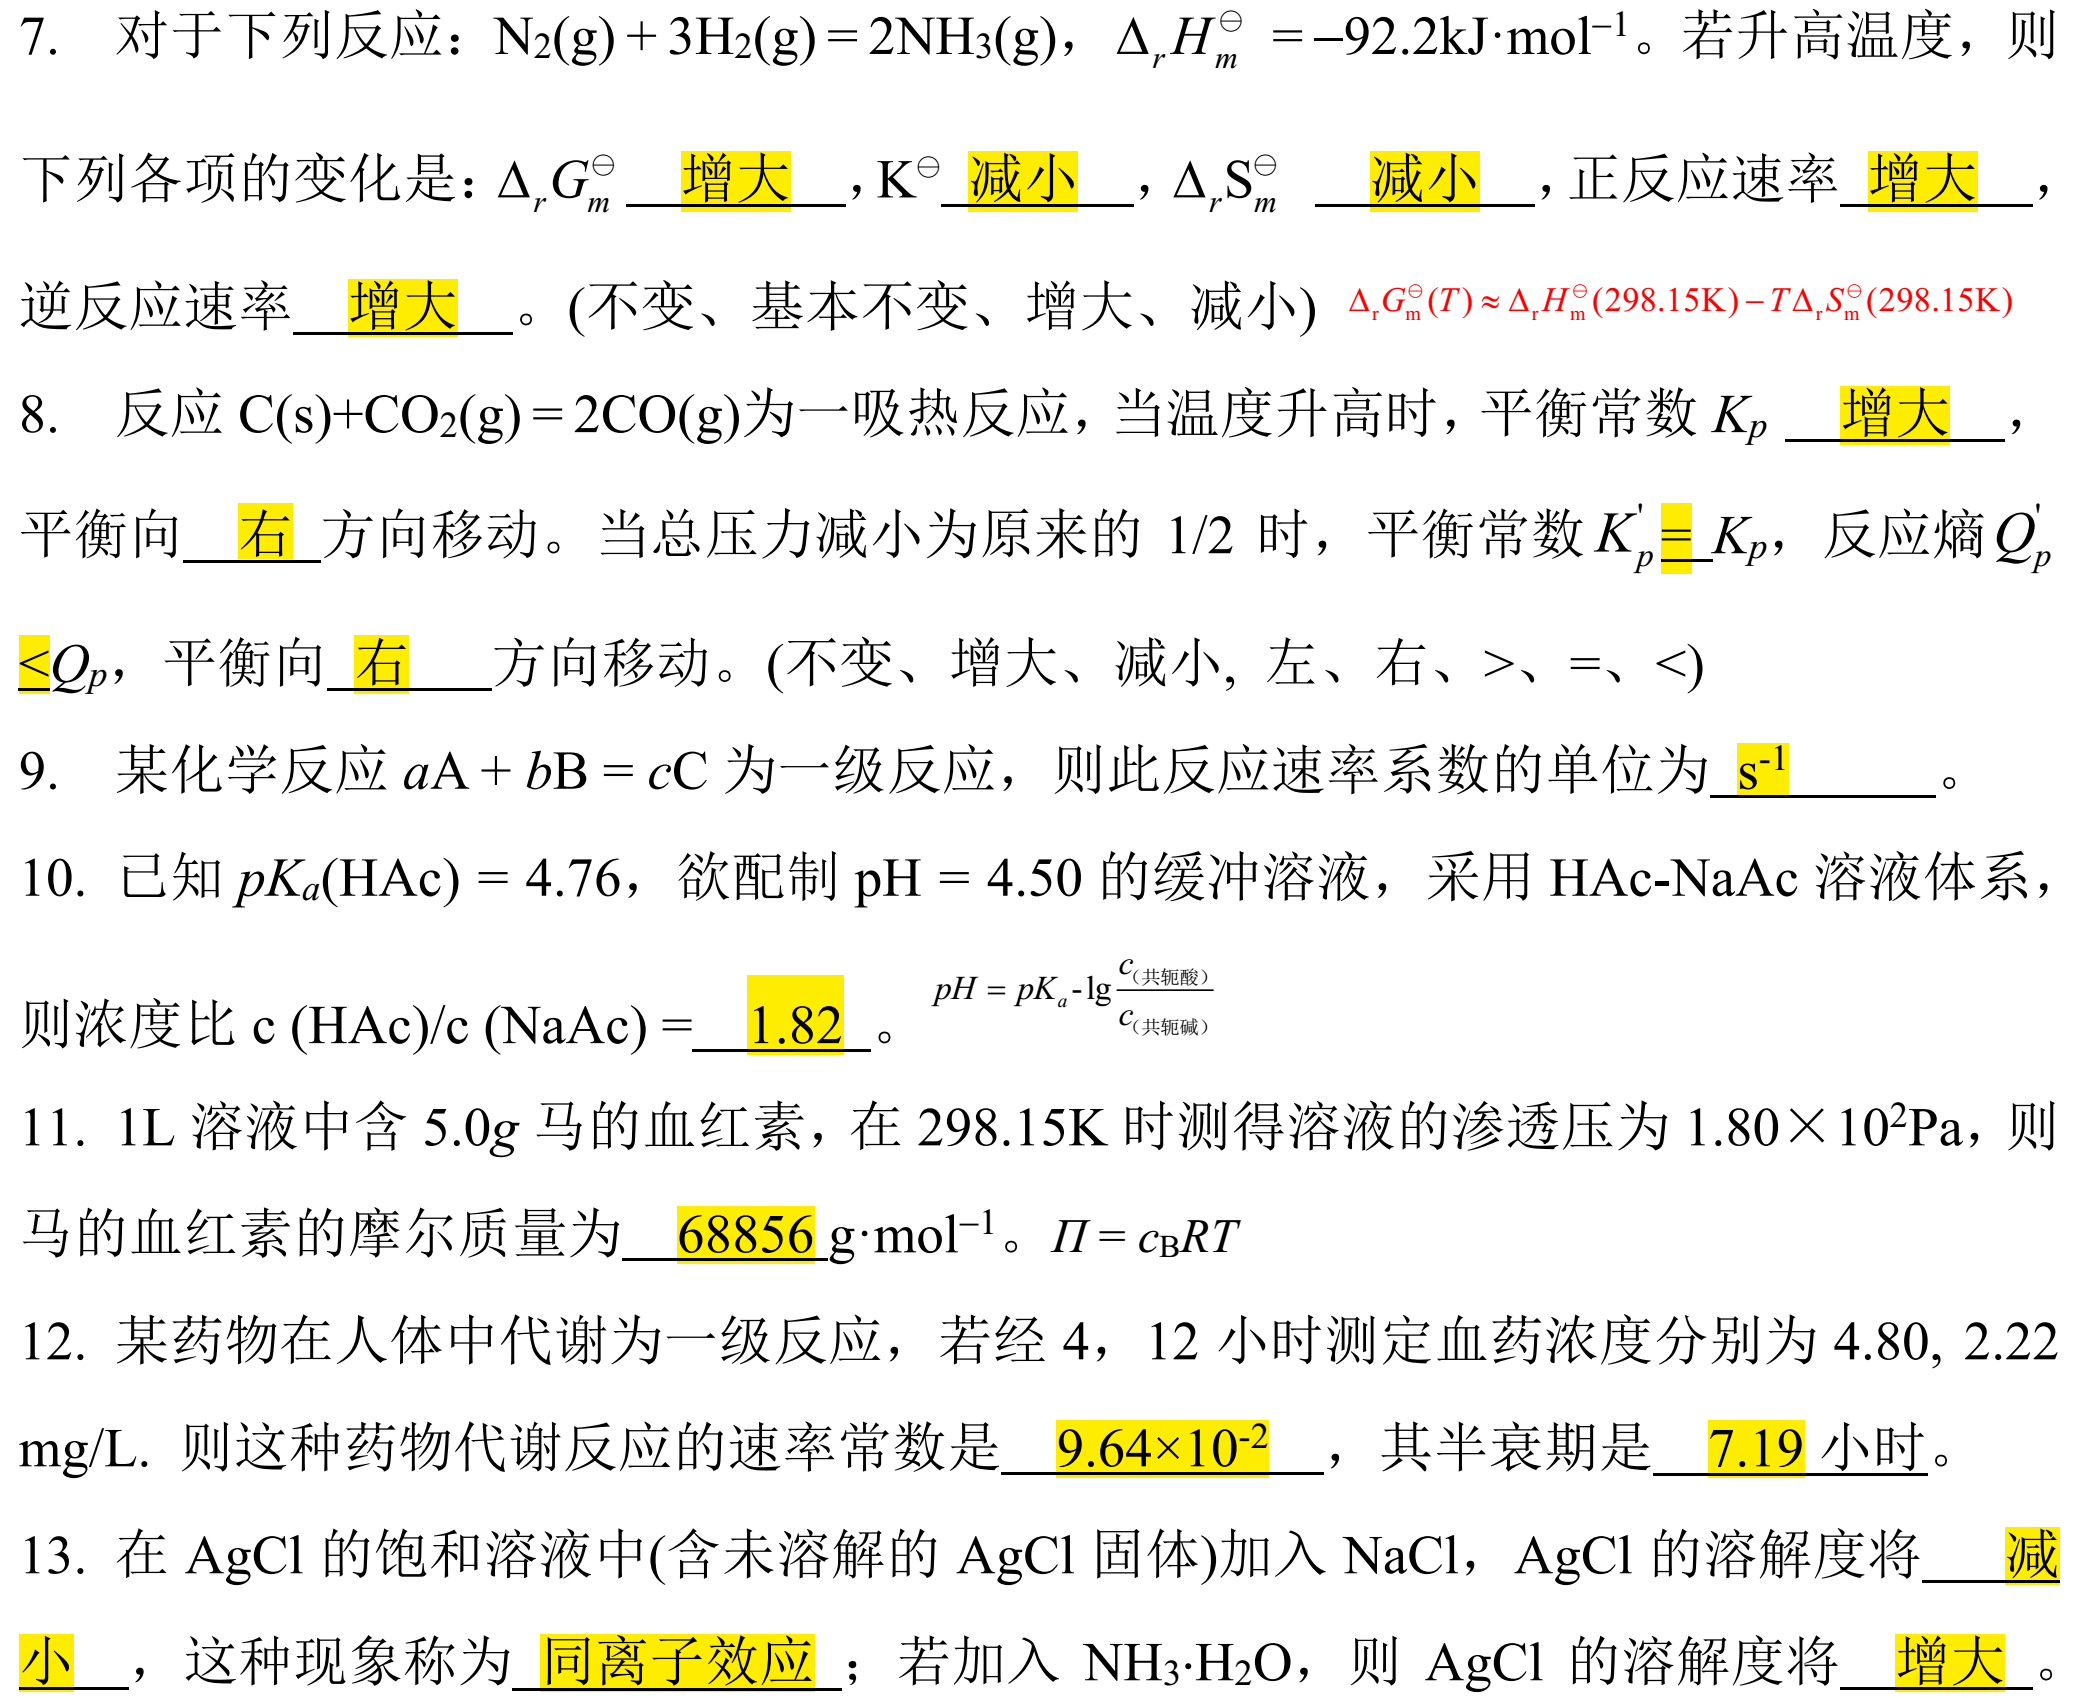 7. 对于下列反应：N₂(g) + 3H₂(g) = 2NH₃(g)， ΔᵣHₘ^⊖ = –92.2kJ·mol⁻¹。若升高温度，则
下列各项的变化是：ΔᵣGₘ^⊖ 增大 ，K^⊖ 减小 ，ΔᵣSₘ^⊖ 减小 ，正反应速率 增大 ，
逆反应速率 增大 。(不变、基本不变、增大、减小) ΔᵣGₘ^⊖(T) ≈ ΔᵣHₘ^⊖(298.15K) – TΔᵣSₘ^⊖(298.15K)
8. 反应 C(s)+CO₂(g) = 2CO(g)为一吸热反应，当温度升高时，平衡常数 Kₚ 增大 ，
平衡向 右 方向移动。当总压力减小为原来的 1/2 时，平衡常数 Kₚ' = Kₚ，反应熵 Qₚ'
<Qₚ，平衡向 右 方向移动。(不变、增大、减小, 左、右、>、=、<)
9. 某化学反应 aA + bB = cC 为一级反应，则此反应速率系数的单位为 s⁻¹ 。
10. 已知 pKₐ(HAc) = 4.76，欲配制 pH = 4.50 的缓冲溶液，采用 HAc-NaAc 溶液体系，
则浓度比 c (HAc)/c (NaAc) = 1.82 。 pH = pKₐ - lg c(共轭酸)/c(共轭碱)
11. 1L 溶液中含 5.0g 马的血红素，在 298.15K 时测得溶液的渗透压为 1.80×10²Pa，则
马的血红素的摩尔质量为 68856 g·mol⁻¹。Π = c_BRT
12. 某药物在人体中代谢为一级反应，若经 4，12 小时测定血药浓度分别为 4.80, 2.22
mg/L. 则这种药物代谢反应的速率常数是 9.64×10⁻² ，其半衰期是 7.19 小时。
13. 在 AgCl 的饱和溶液中(含未溶解的 AgCl 固体)加入 NaCl，AgCl 的溶解度将 减
小 ，这种现象称为 同离子效应 ；若加入 NH₃·H₂O，则 AgCl 的溶解度将 增大 。